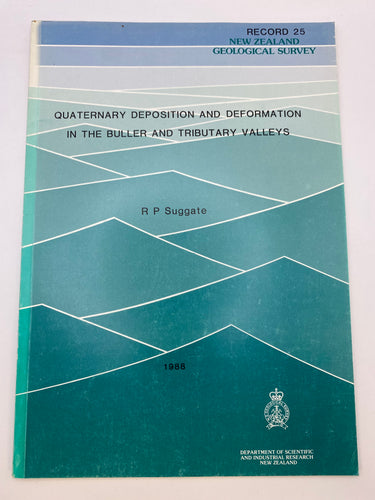 RECORD 25
NEW ZEALAND
GEOLOGICAL SURVEY
QUATERNARY DEPOSITION AND DEFORMATION
IN THE BULLER AND TRIBUTARY VALLEYS
R P Suggate
1988
DEPARTMENT OF SCIENTIFIC
AND INDUSTRIAL RESEARCH
NEW ZEALAND